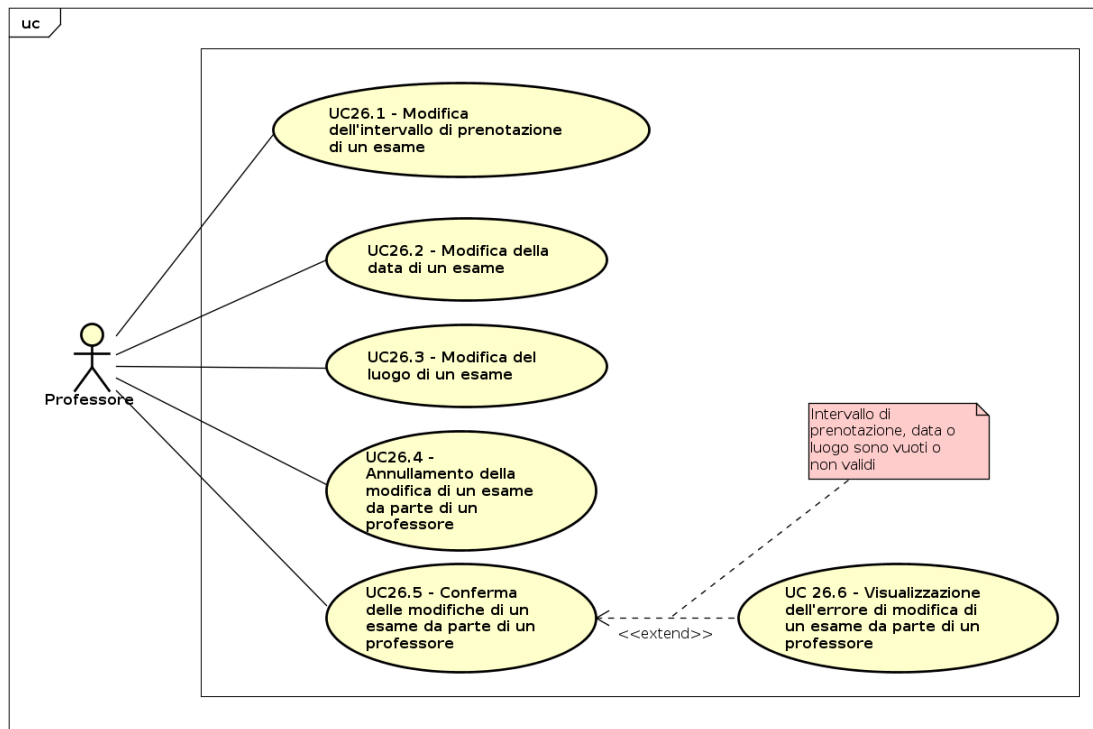 uc
UC26.1 - Modifica
dell'intervallo di prenotazione
di un esame
UC26.2 - Modifica della
data di un esame
UC26.3 - Modifica del
luogo di un esame
Professore
Intervallo di
prenotazione, data o
luogo sono vuoti o
non validi
UC26.4 -
Annullamento della
modifica di un esame
da parte di un
professore
UC26.5 - Conferma
delle modifiche di un
esame da parte di un
professore
<<extend>>
UC 26.6 - Visualizzazione
dell'errore di modifica di
un esame da parte di un
professore